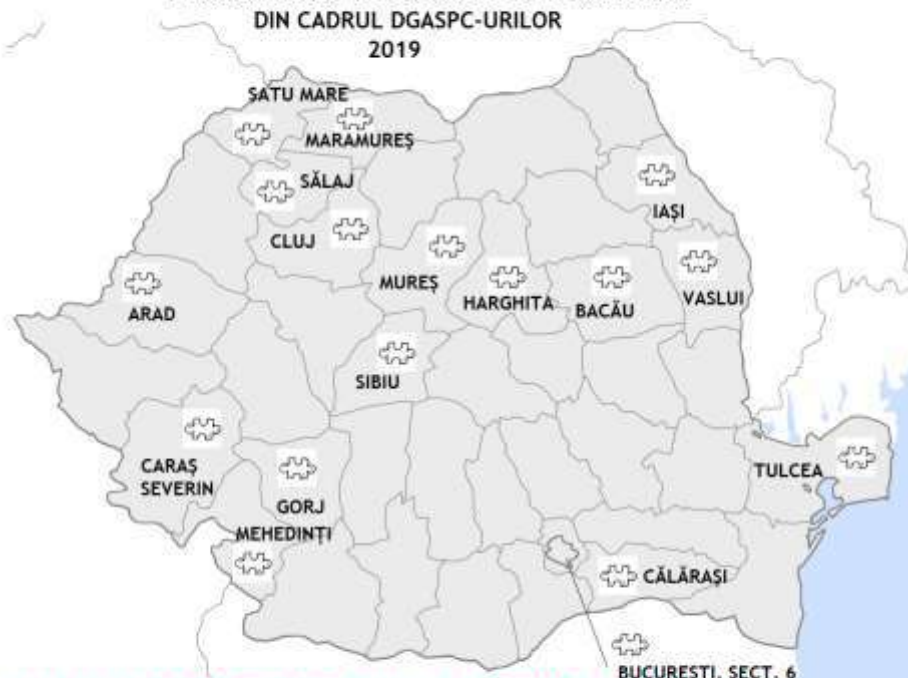 DIN CADRUL DGASPC-URILOR
2019
SATU MARE
MARAMUREȘ
SĂLAJ
IAȘI
CLUJ
MUREȘ
HARGHITA
BACĂU
VASLUI
ARAD
SIBIU
CARAȘ
SEVERIN
TULCEA
GORJ
MEHEDINȚI
CĂLĂRAȘI
BUCUREȘTI, SECT. 6